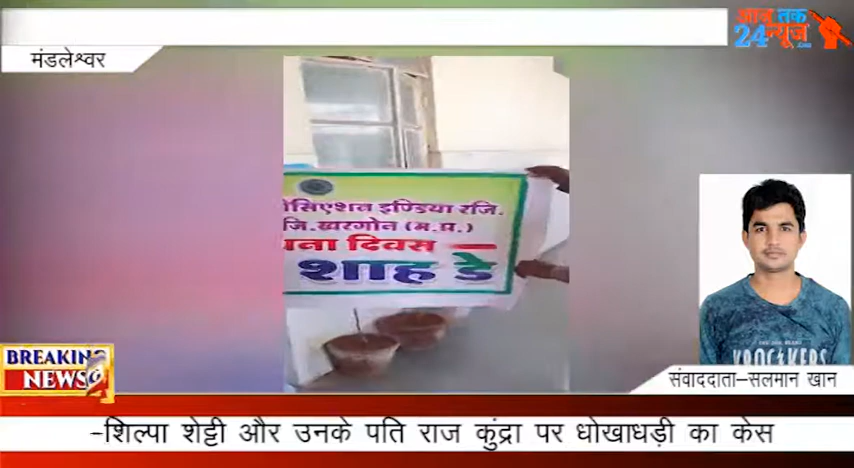 आज तक
24 न्यूज़
मंडलेश्वर
सिएशन इण्डिया रजि.
जि. खरगोन (म.प्र.)
पना दिवस
शाह डे
BREAKING
NEWS
संवाददाता-सलमान खान
-शिल्पा शेट्टी और उनके पति राज कुंद्रा पर धोखाधड़ी का केस